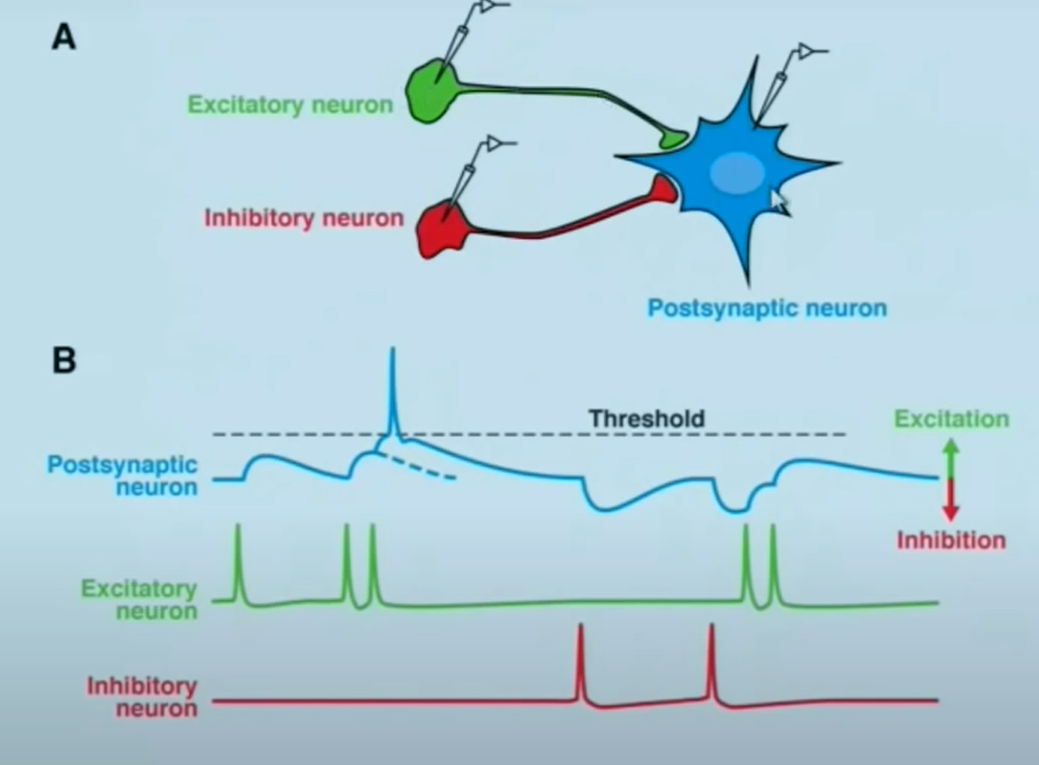 A
Excitatory neuron
Inhibitory neuron
Postsynaptic neuron
B
Threshold
Excitation
Postsynaptic
neuron
Inhibition
Excitatory
neuron
Inhibitory
neuron